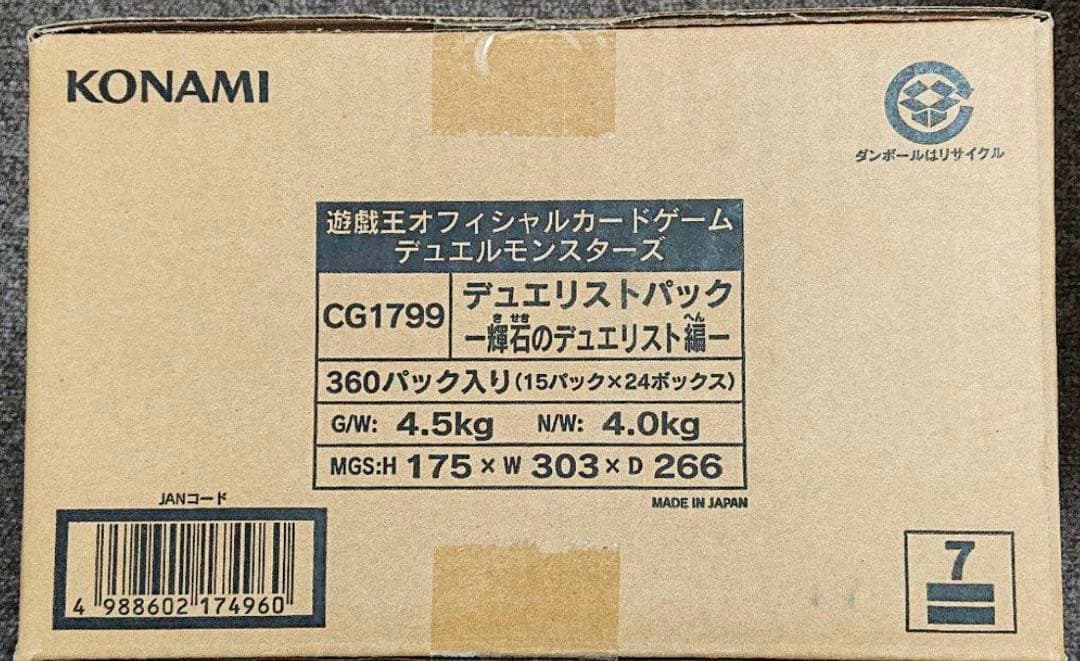 KONAMI
ダンボールはリサイクル
遊戯王オフィシャルカードゲーム
デュエルモンスターズ
CG1799
デュエリストパック
き せき へん
ー輝石のデュエリスト編ー
360パック入り(15パック×24ボックス)
G/W: 4.5kg N/W: 4.0kg
MGS:H 175 × W 303 × D 266
MADE IN JAPAN
JANコード
4 988602 174960
7